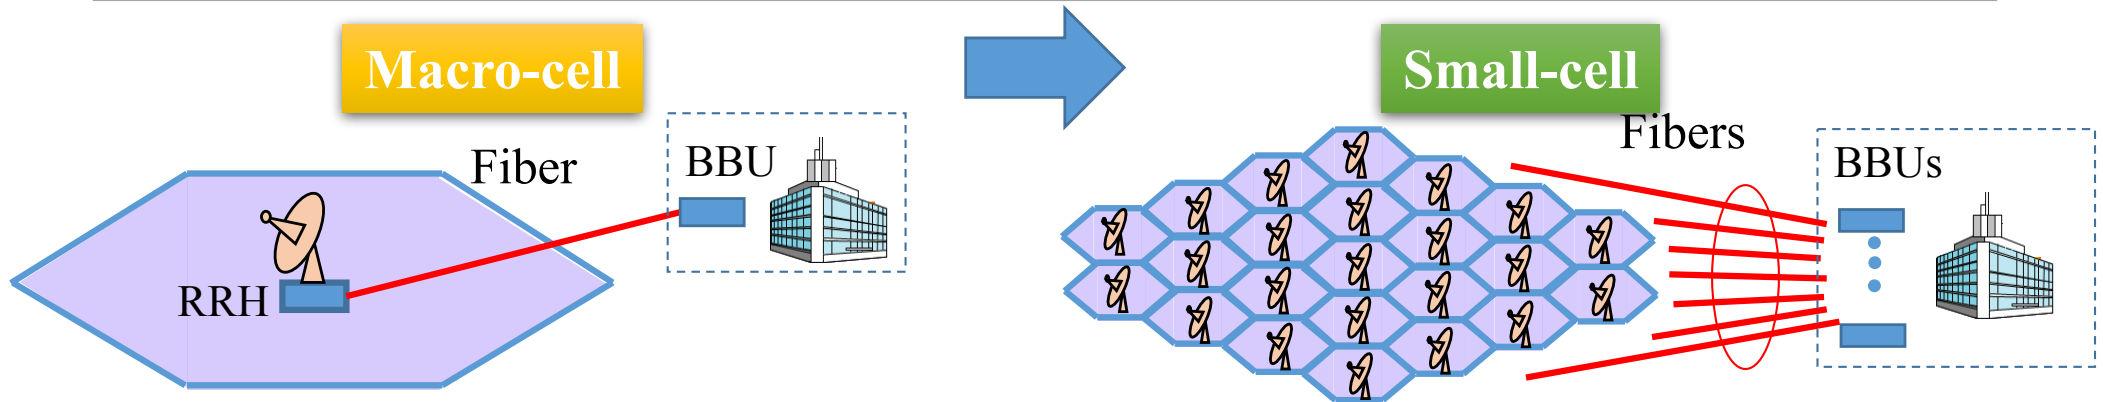 Macro-cell
Small-cell
Fiber
BBU
RRH
Fibers
BBUs